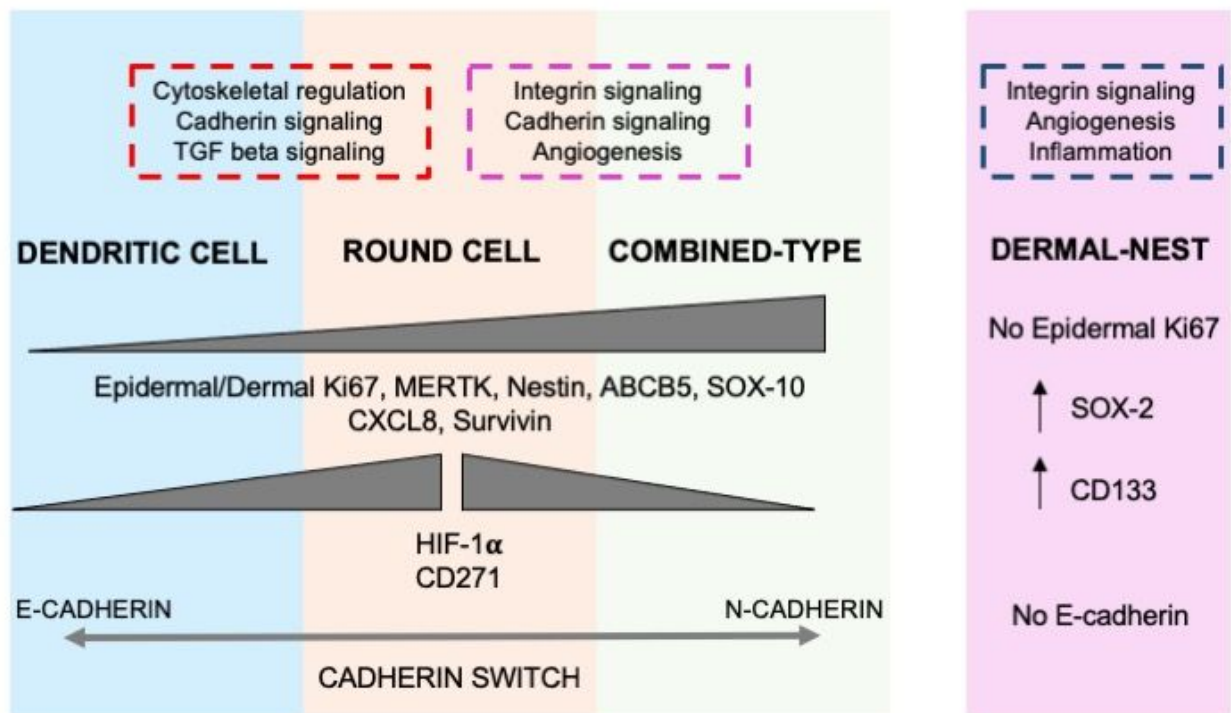 Cytoskeletal regulation
Cadherin signaling
TGF beta signaling
Integrin signaling
Cadherin signaling
Angiogenesis
Integrin signaling
Angiogenesis
Inflammation
DENDRITIC CELL
ROUND CELL
COMBINED-TYPE
DERMAL-NEST
Epidermal/Dermal Ki67, MERTK, Nestin, ABCB5, SOX-10
CXCL8, Survivin
HIF-1α
CD271
E-CADHERIN
N-CADHERIN
CADHERIN SWITCH
No Epidermal Ki67
SOX-2
CD133
No E-cadherin